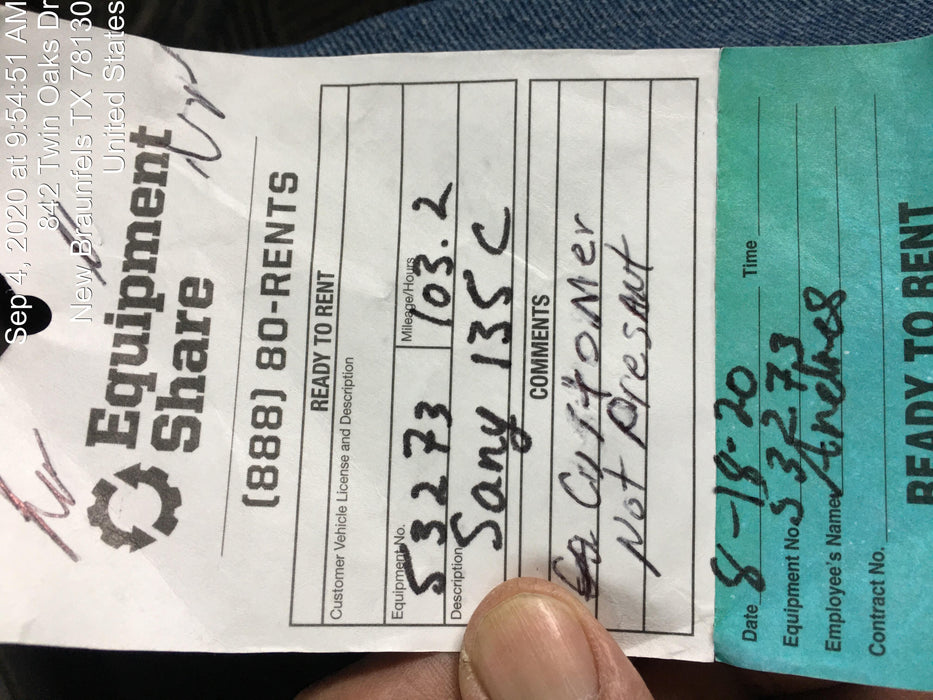 Sep 4, 2020 at 9:54:51 AM
842 Twin Oaks Dr
New Braunfels TX 78130
United States
Equipment
Share
(888) 80-RENTS
READY TO RENT
Customer Vehicle License and Description
Equipment No. 53273 Mileage/Hours 103.2
Description Sany 135C
COMMENTS
Customer
Not Presant
Date 8-18-20 Time
Equipment No. 53273
Employee's Name
Contract No.
READY TO RENT